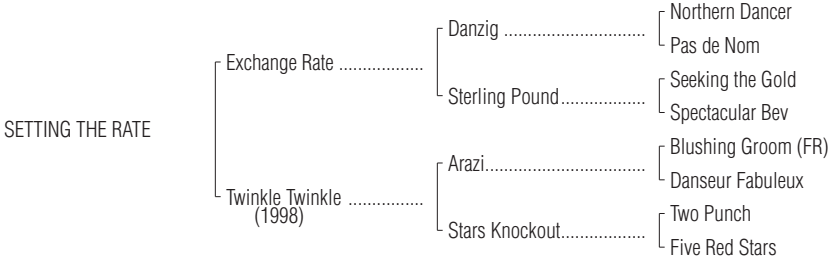 Northern Dancer
Danzig ..............................
Pas de Nom
Exchange Rate ..................
Seeking the Gold
Sterling Pound..................
Spectacular Bev
SETTING THE RATE
Blushing Groom (FR)
Arazi..................................
Danseur Fabuleux
Twinkle Twinkle ................
(1998)
Two Punch
Stars Knockout..................
Five Red Stars